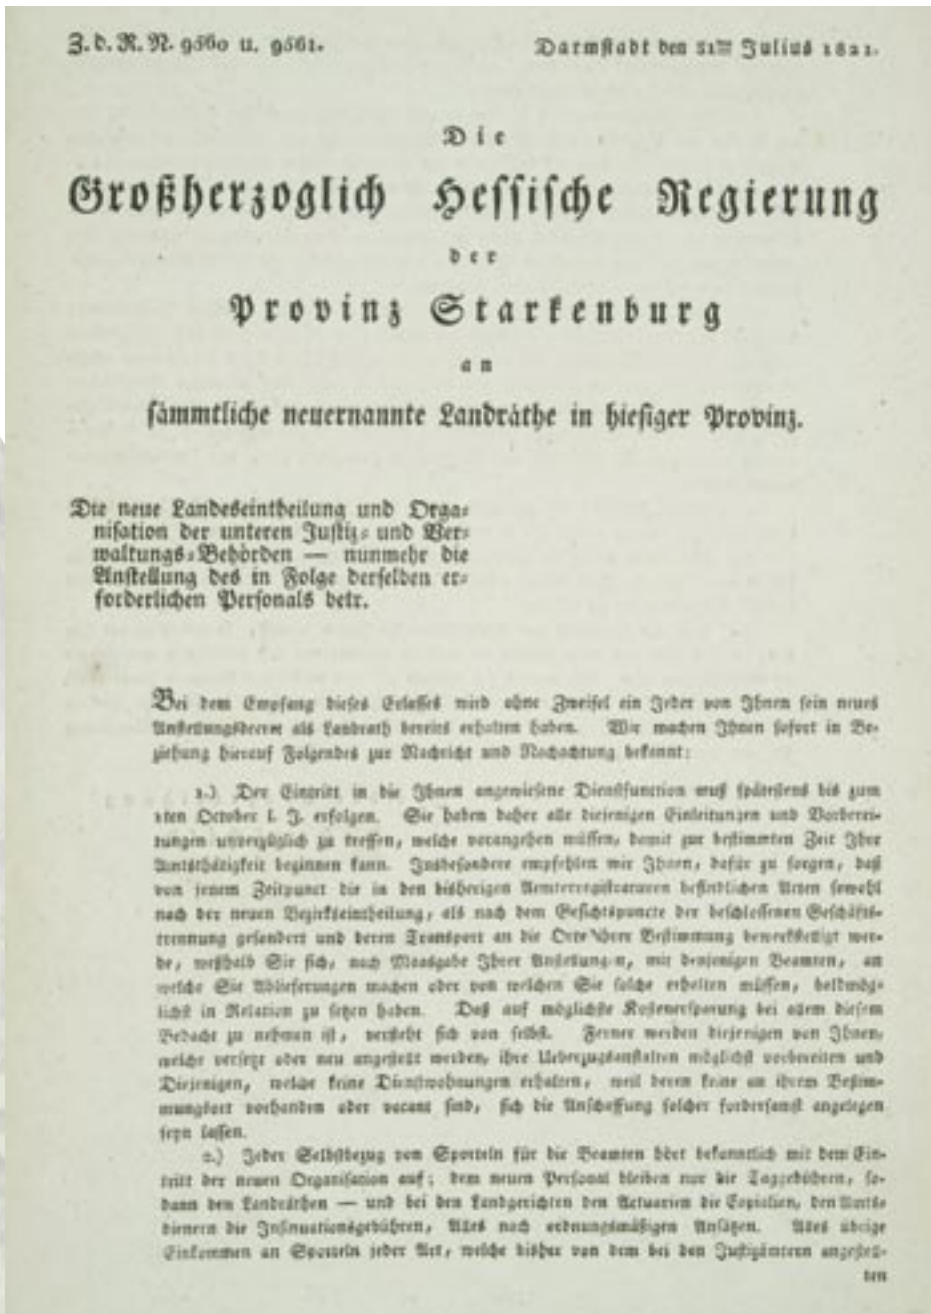 Z. d. R. N. 9560 u. 9561.
Darmstadt den 31ten Julius 1821.
Die
Großherzoglich Hessische Regierung
der
Provinz Starkenburg
an
sämmtliche neuernannte Landräthe in hiesiger Provinz.
Die neue Landeseintheilung und Orga-
nisation der unteren Justiz- und Ver-
waltungs-Behörden — nunmehr die
Anstellung des in Folge derselben er-
forderlichen Personals betr.
Bei dem Empfang dieses Erlasses wird ohne Zweifel ein Jeder von Ihnen sein neues
Anstellungsdecret als Landrath bereits erhalten haben. Wir machen Ihnen sofort in Be-
ziehung hierauf Folgendes zur Nachricht und Nachachtung bekannt:
1.) Der Eintritt in die Ihnen angewiesene Dienstfunction muß spätestens bis zum
1ten October l. J. erfolgen. Sie haben daher alle diejenigen Einleitungen und Vorberei-
tungen unverzüglich zu treffen, welche vorangehen müssen, damit zur bestimmten Zeit Ihre
Amtsthätigkeit beginnen kann. Insbesondere empfehlen wir Ihnen, dafür zu sorgen, daß
von jenem Zeitpunct die in den bisherigen Aemterregistraturen befindlichen Acten sowohl
nach der neuen Bezirkseintheilung, als nach dem Gesichtspuncte der beschlossenen Geschäfts-
trennung gesondert und deren Transport an die Orte ihrer Bestimmung bewerkstelligt wer-
de, weßhalb Sie sich, nach Maasgabe Ihrer Anstellungen, mit denjenigen Beamten, an
welche Sie Ablieferungen machen oder von welchen Sie solche erhalten müssen, baldmög-
lichst in Relation zu setzen haben. Daß auf möglichste Kostenersparung bei allem diesem
Bedacht zu nehmen ist, versteht sich von selbst. Ferner werden diejenigen von Ihnen,
welche versetzt oder neu angestellt werden, ihre Ueberzugsanstalten möglichst vorbereiten und
Diejenigen, welche keine Dienstwohnungen erhalten, weil deren keine an ihrem Bestim-
mungsort vorhanden oder vacant sind, sich die Anschaffung solcher fordersamst angelegen
seyn lassen.
2.) Jeder Selbstbezug von Sporteln für die Beamten hört bekanntlich mit dem Ein-
tritt der neuen Organisation auf; dem neuen Personal bleiben nur die Taggebühren, so-
dann den Landräthen — und bei den Landgerichten den Actuarien die Copialien, den Amts-
dienern die Insinuationsgebühren, Alles nach ordnungsmäßigen Ansätzen. Alles übrige
Einkommen an Sporteln jeder Art, welche bisher von dem bei den Justizämtern angestell-
ten